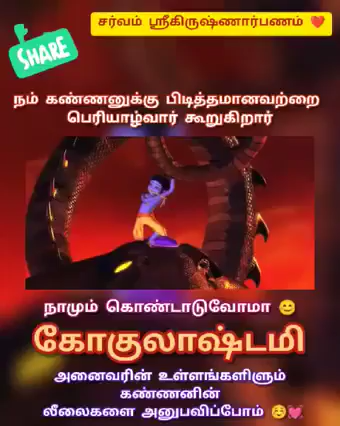 சர்வம் ஸ்ரீகிருஷ்ணார்பணம் ❤️
SHARE
நம் கண்ணனுக்கு பிடித்தமானவற்றை
பெரியாழ்வார் கூறுகிறார்
நாமும் கொண்டாடுவோமா 😊
கோகுலாஷ்டமி
அனைவரின் உள்ளங்களிலும்
கண்ணனின்
லீலைகளை அனுபவிப்போம் ☺️💓